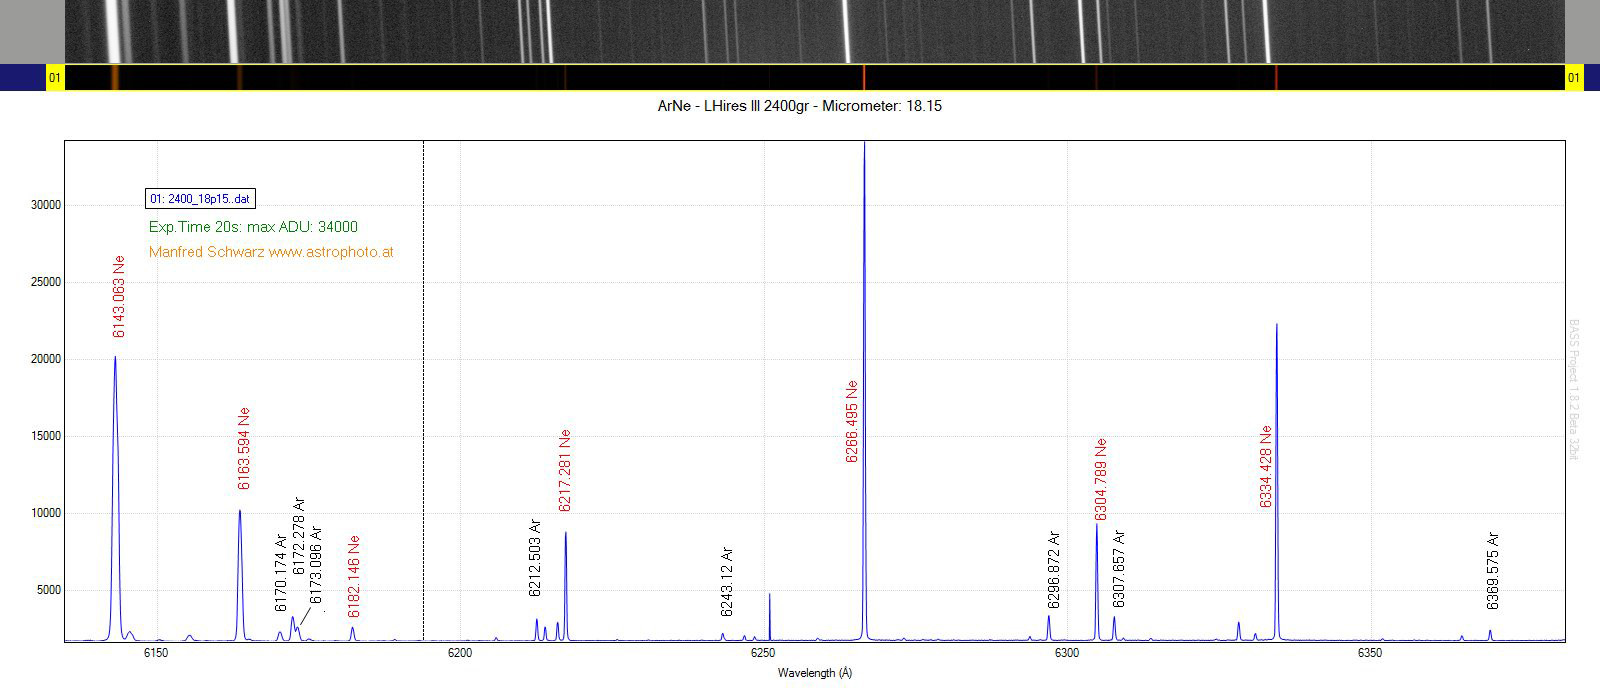 01
01
ArNe - LHires III 2400gr - Micrometer: 18.15
01: 2400_18p15..dat
Exp.Time 20s: max ADU: 34000
Manfred Schwarz www.astrophoto.at
30000
25000
20000
15000
10000
5000
6143.063 Ne
6163.594 Ne
6170.174 Ar
6172.278 Ar
6173.096 Ar
6182.146 Ne
6212.503 Ar
6217.281 Ne
6243.12 Ar
6266.495 Ne
6296.872 Ar
6304.789 Ne
6307.657 Ar
6334.428 Ne
6369.575 Ar
6150
6200
6250
6300
6350
Wavelength (Å)
BASS Project 1.8.2 Beta 32bit